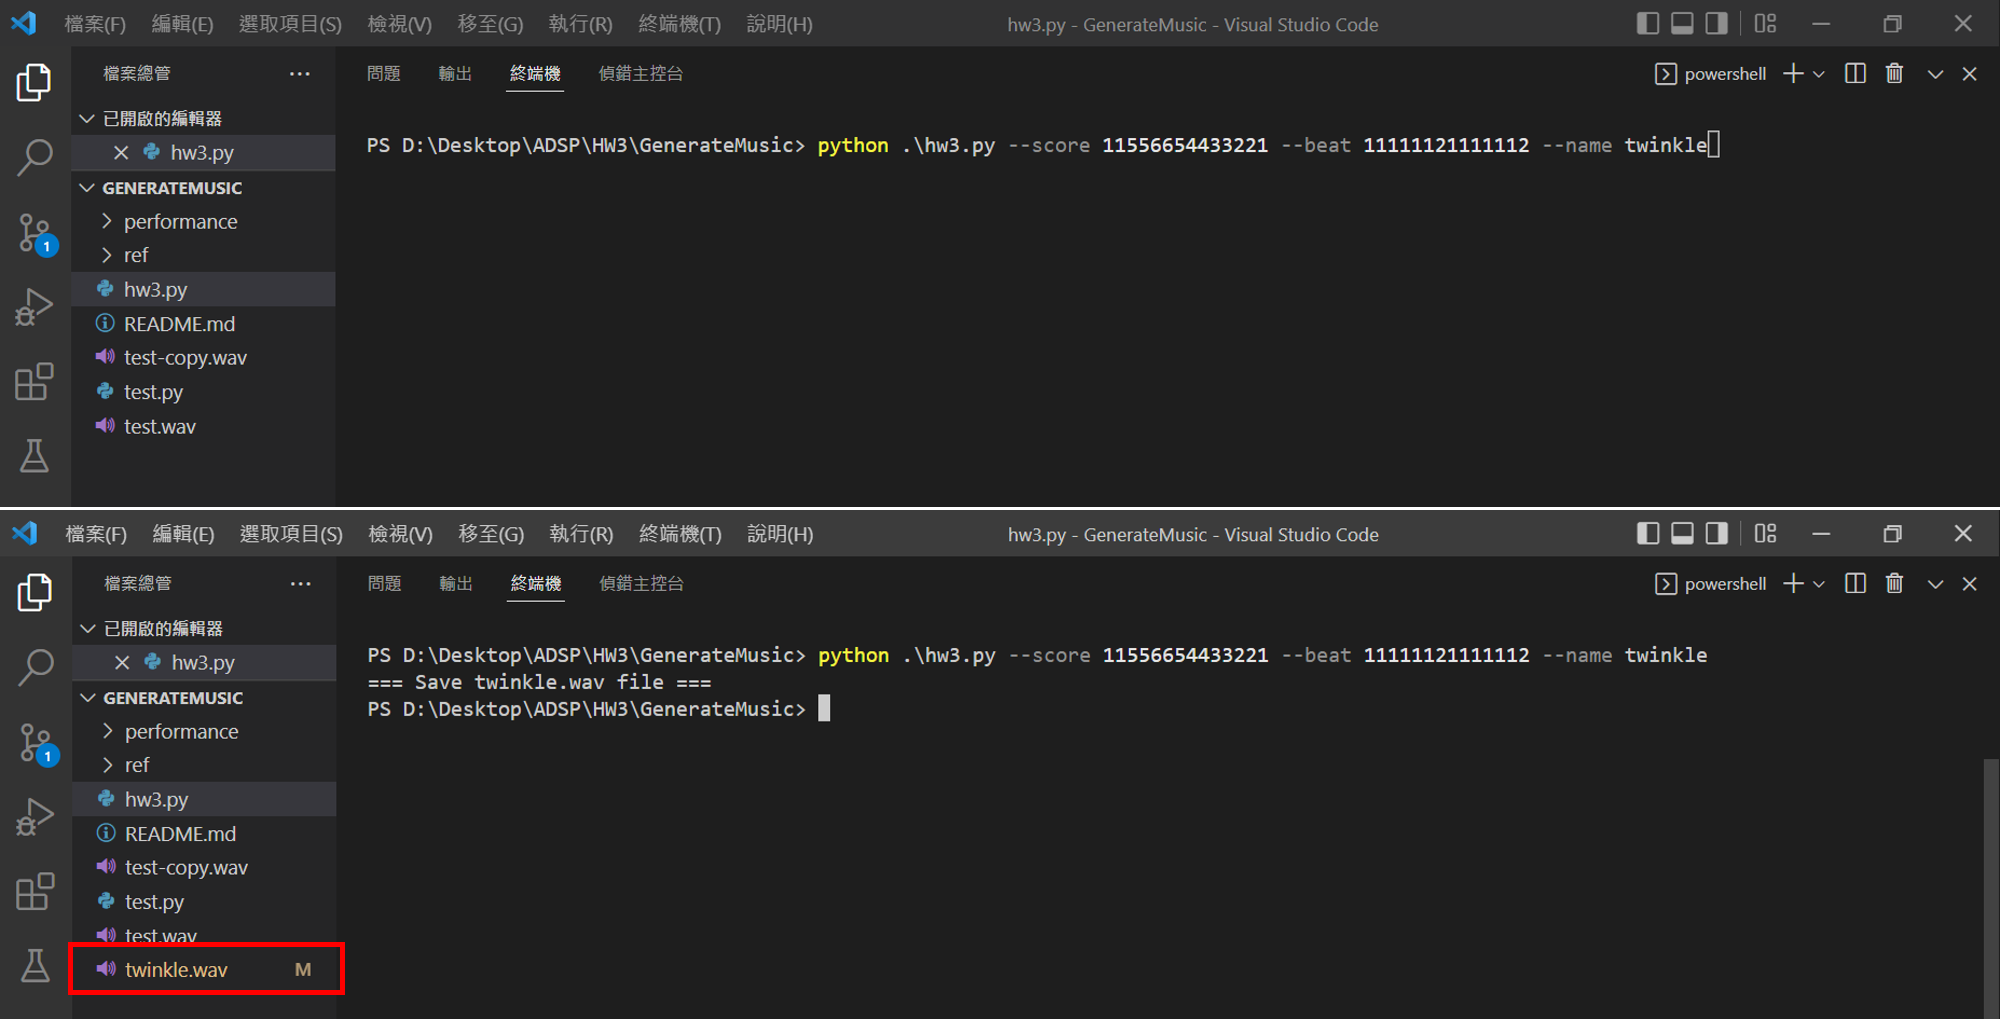 檔案(F) 編輯(E) 選取項目(S) 檢視(V) 移至(G) 執行(R) 終端機(T) 說明(H) hw3.py - GenerateMusic - Visual Studio Code
檔案總管 ···
已開啟的編輯器
hw3.py
GENERATEMUSIC
performance
ref
hw3.py
README.md
test-copy.wav
test.py
test.wav
1
問題 輸出 終端機 偵錯主控台 powershell
PS D:\Desktop\ADSP\HW3\GenerateMusic> python .\hw3.py --score 11556654433221 --beat 11111121111112 --name twinkle
檔案(F) 編輯(E) 選取項目(S) 檢視(V) 移至(G) 執行(R) 終端機(T) 說明(H) hw3.py - GenerateMusic - Visual Studio Code
檔案總管 ···
已開啟的編輯器
hw3.py
GENERATEMUSIC
performance
ref
hw3.py
README.md
test-copy.wav
test.py
test.wav
twinkle.wav M
1
問題 輸出 終端機 偵錯主控台 powershell
PS D:\Desktop\ADSP\HW3\GenerateMusic> python .\hw3.py --score 11556654433221 --beat 11111121111112 --name twinkle
=== Save twinkle.wav file ===
PS D:\Desktop\ADSP\HW3\GenerateMusic>